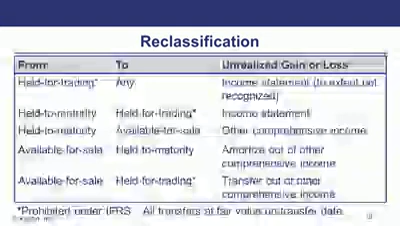 Reclassification
From To Unrealized Gain or Loss
Held-for-trading* Any Income statement (to extent not
recognized)
Held-to-maturity Held-for-trading* Income statement
Held-to-maturity Available-for-sale Other comprehensive income
Available-for-sale Held-to-maturity Amortize out of other
comprehensive income
Available-for-sale Held-for-trading* Transfer out of other
comprehensive income
*Prohibited under IFRS All transfers at fair value on transfer date